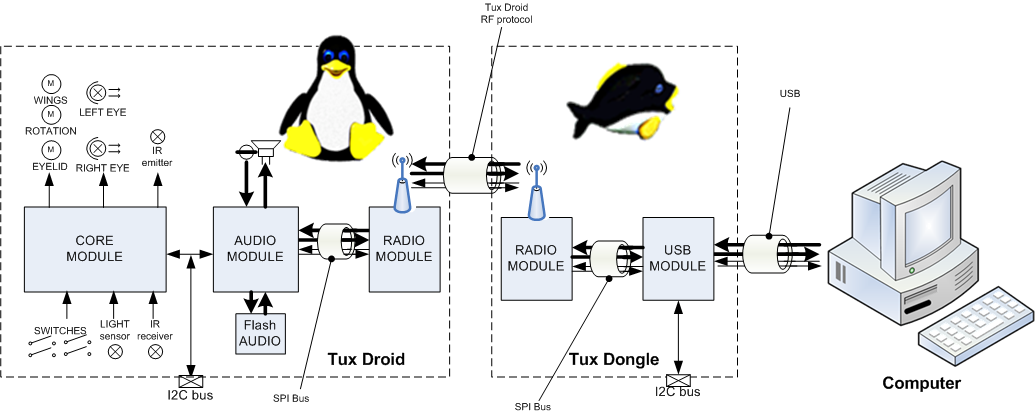 Tux Droid
RF protocol
USB
M
WINGS
M
ROTATION
M
EYELID
LEFT EYE
RIGHT EYE
IR
emitter
CORE
MODULE
AUDIO
MODULE
RADIO
MODULE
RADIO
MODULE
USB
MODULE
SWITCHES
LIGHT
sensor
IR
receiver
Flash
AUDIO
Tux Droid
Tux Dongle
Computer
I2C bus
SPI Bus
SPI Bus
I2C bus